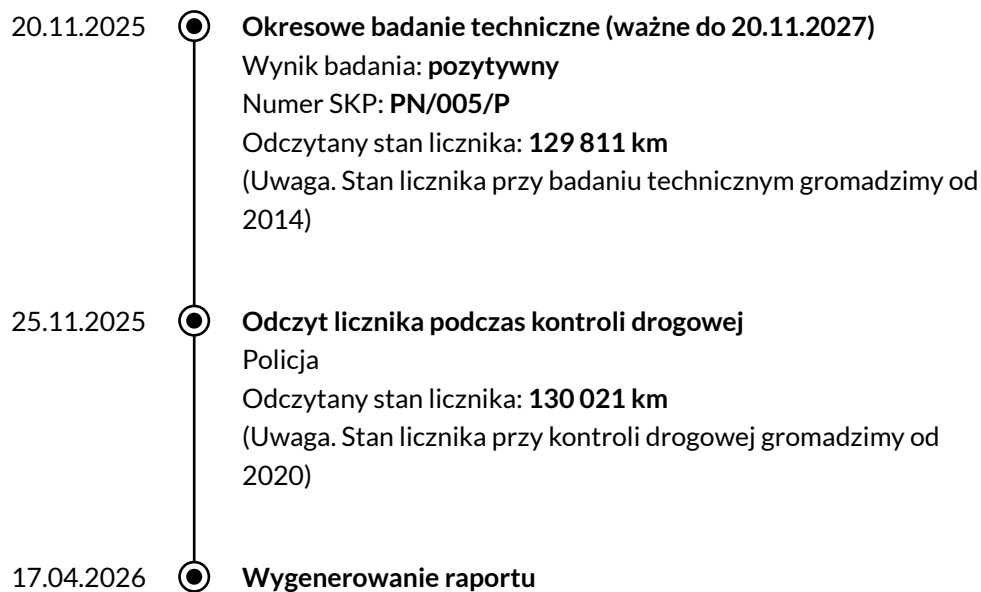 20.11.2025 Okresowe badanie techniczne (ważne do 20.11.2027)
Wynik badania: pozytywny
Numer SKP: PN/005/P
Odczytany stan licznika: 129 811 km
(Uwaga. Stan licznika przy badaniu technicznym gromadzimy od
2014)
25.11.2025 Odczyt licznika podczas kontroli drogowej
Policja
Odczytany stan licznika: 130 021 km
(Uwaga. Stan licznika przy kontroli drogowej gromadzimy od
2020)
17.04.2026 Wygenerowanie raportu